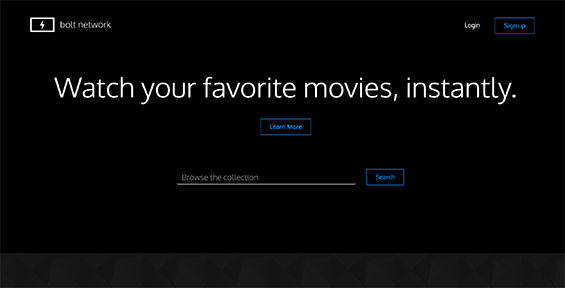 bolt network
Login
Sign up
Watch your favorite movies, instantly.
Learn More
Browse the collection
Search